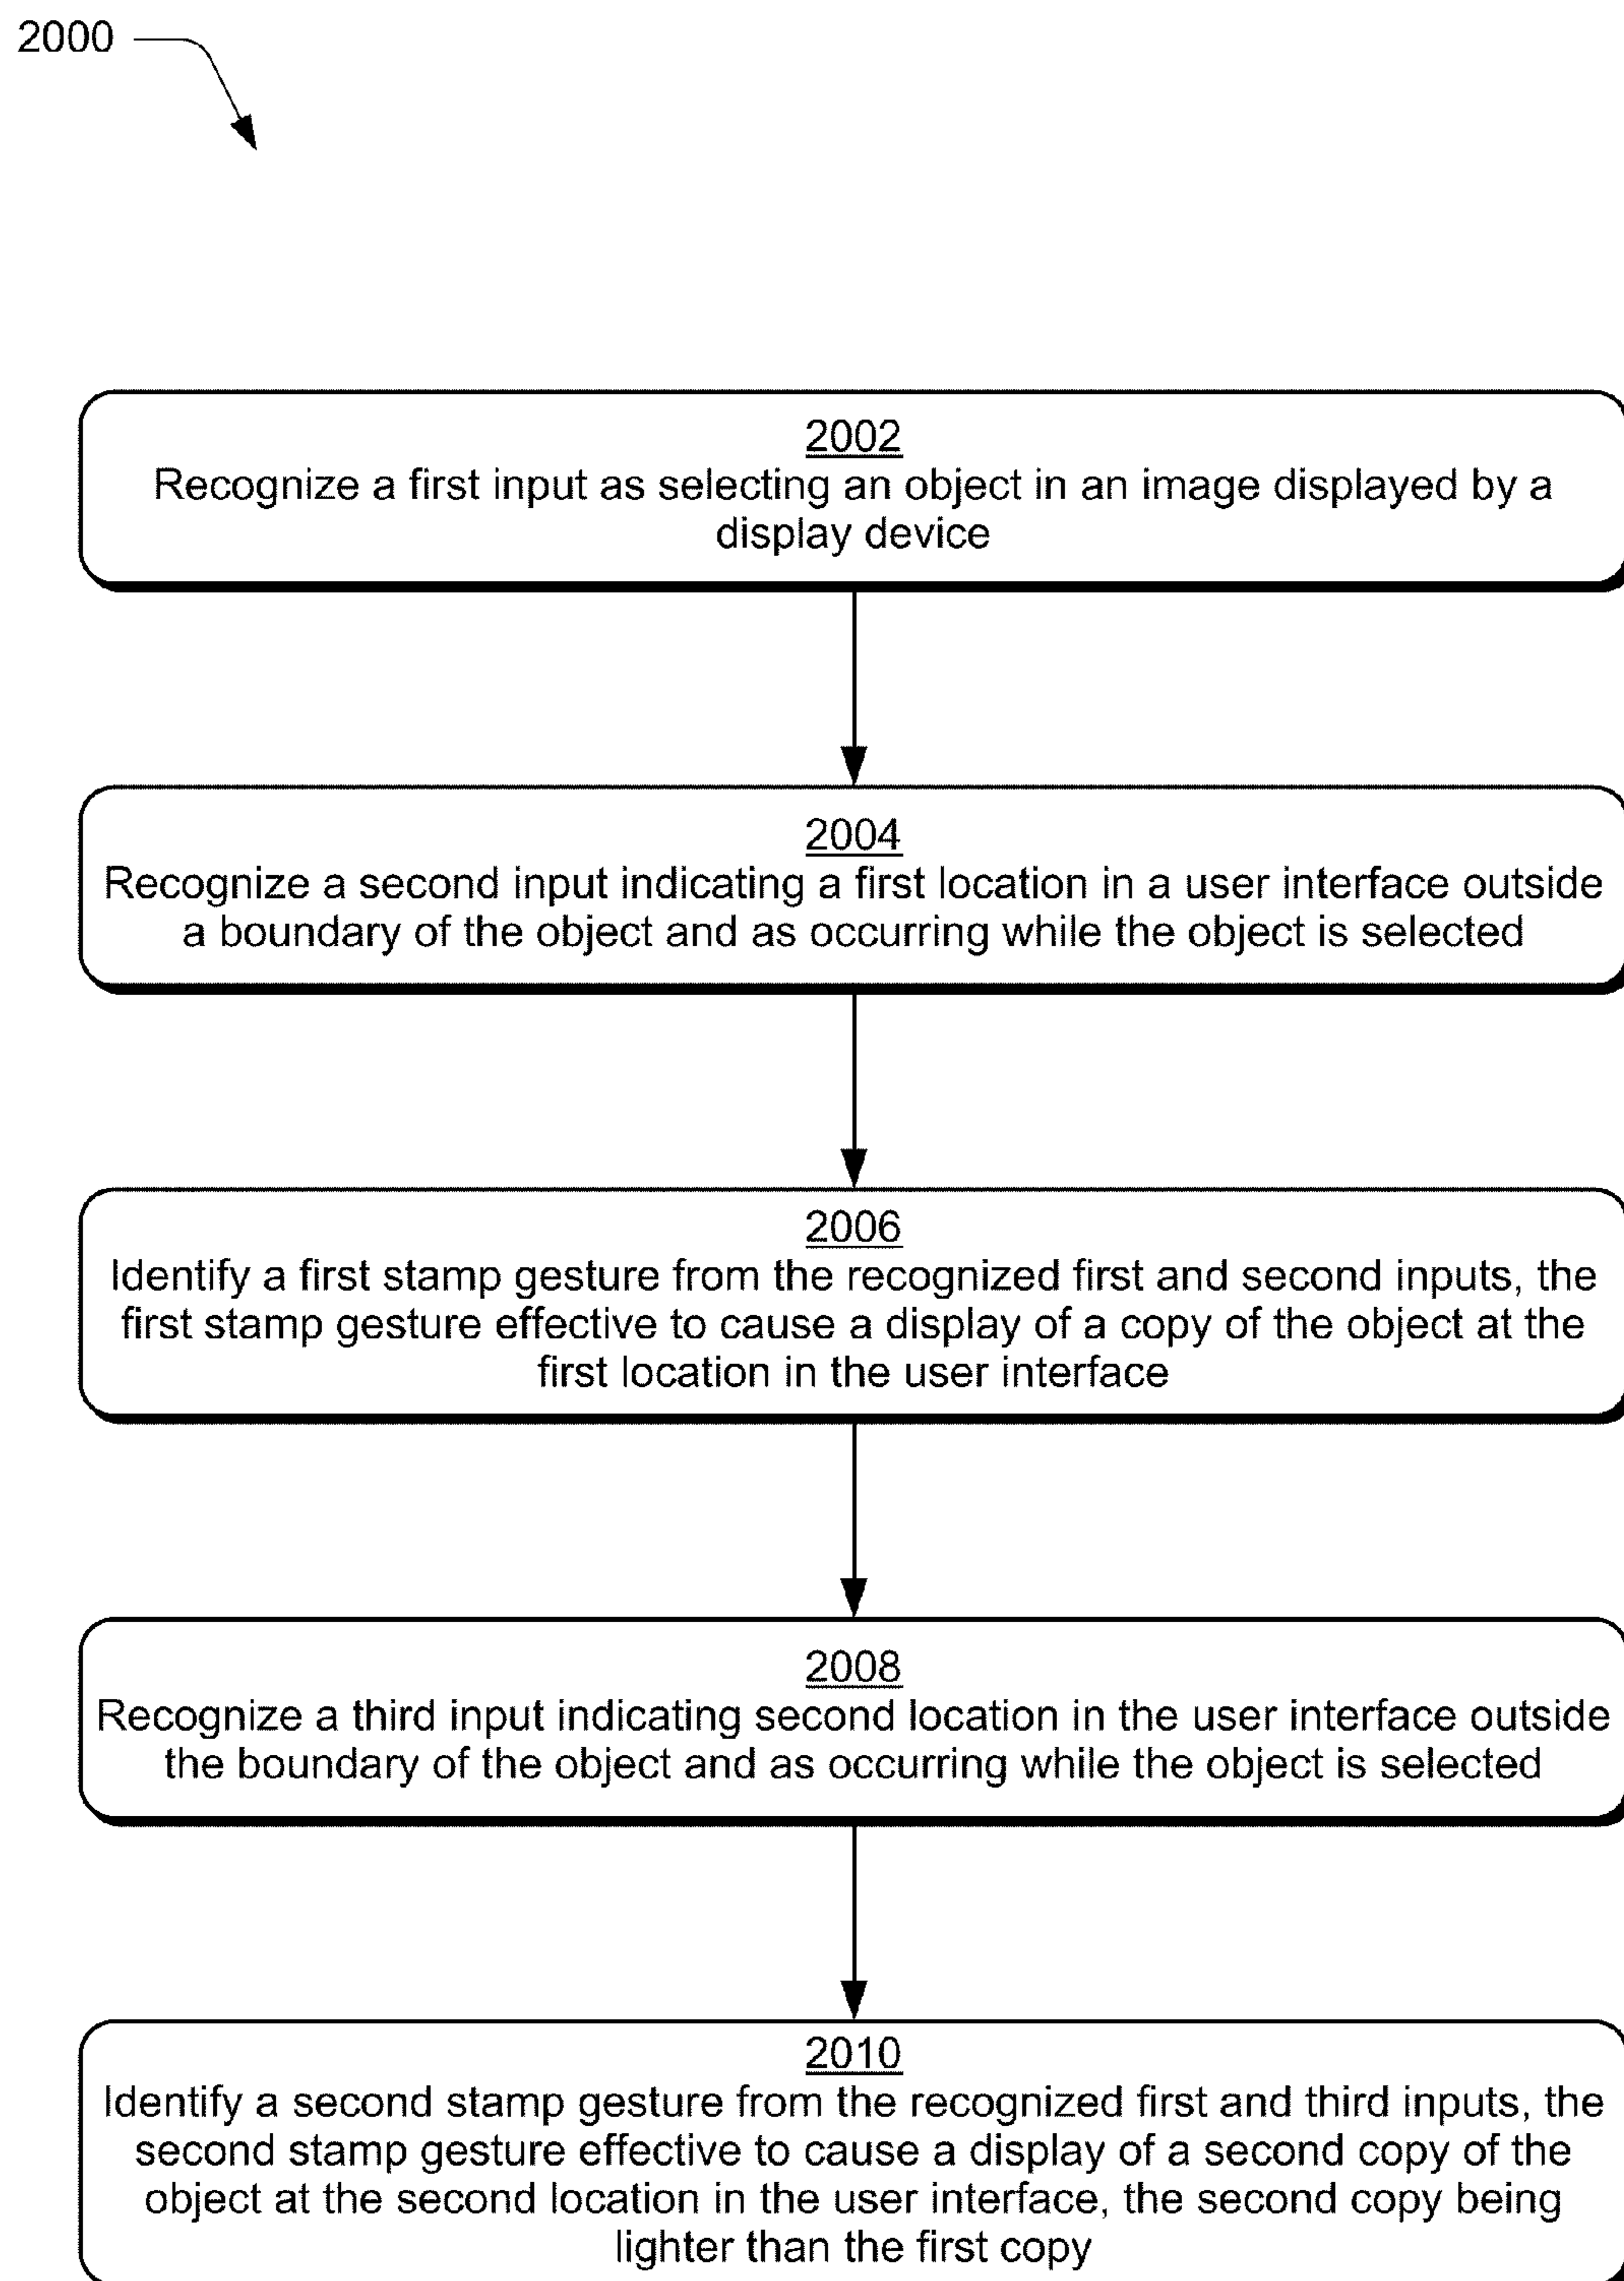 2000
2002
Recognize a first input as selecting an object in an image displayed by a
display device
2004
Recognize a second input indicating a first location in a user interface outside
a boundary of the object and as occurring while the object is selected
2006
Identify a first stamp gesture from the recognized first and second inputs, the
first stamp gesture effective to cause a display of a copy of the object at the
first location in the user interface
2008
Recognize a third input indicating second location in the user interface outside
the boundary of the object and as occurring while the object is selected
2010
Identify a second stamp gesture from the recognized first and third inputs, the
second stamp gesture effective to cause a display of a second copy of the
object at the second location in the user interface, the second copy being
lighter than the first copy